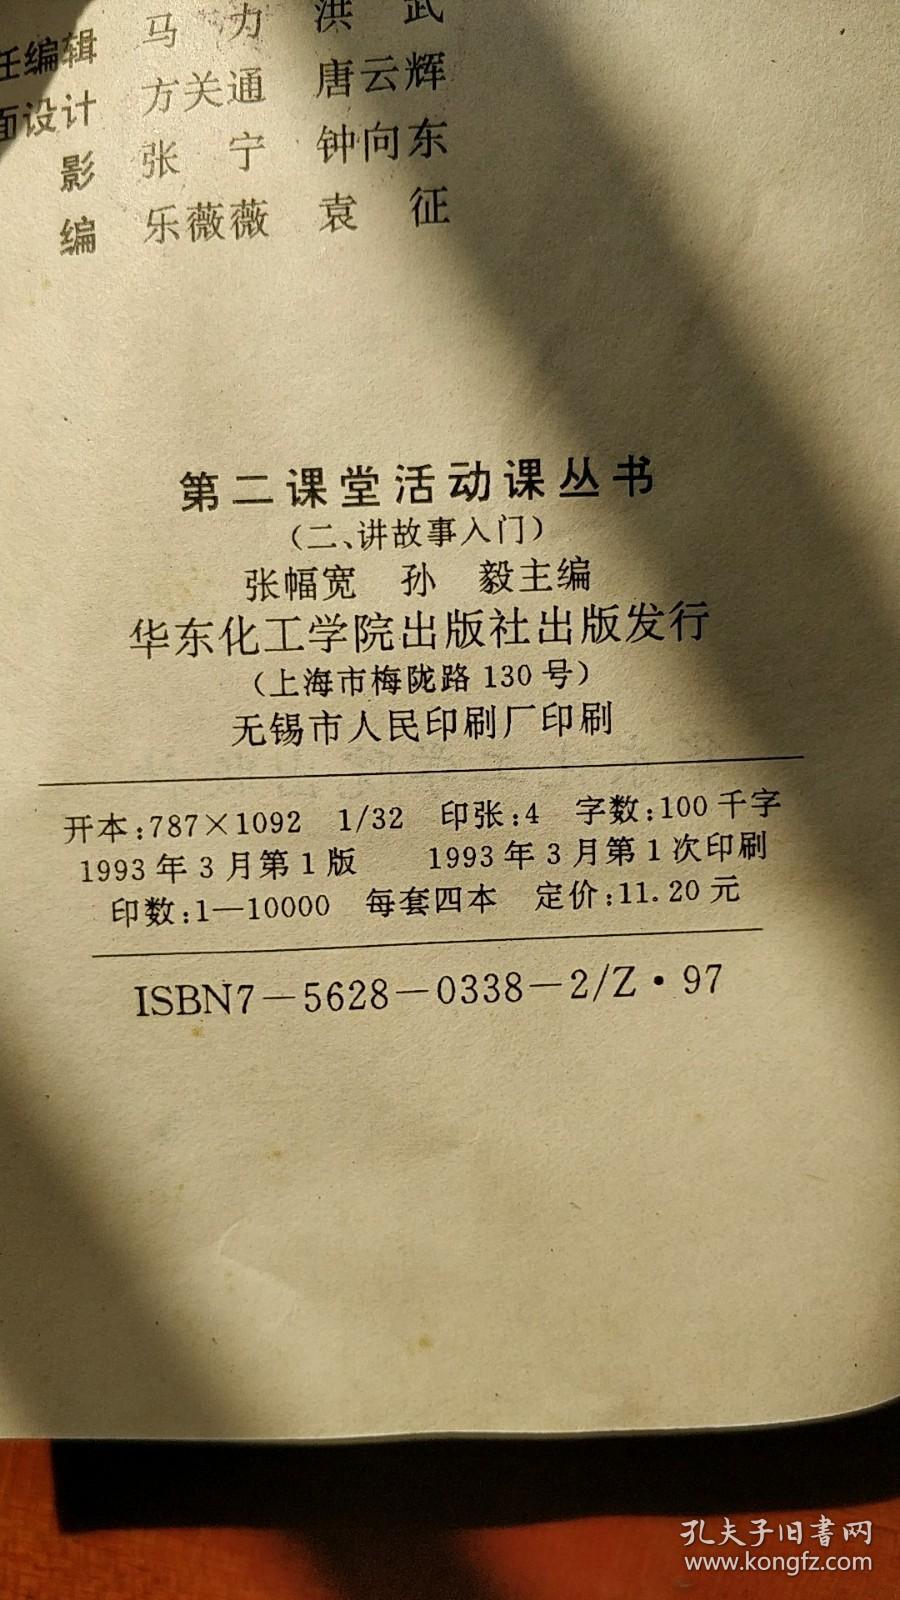 任编辑 马 力 洪 武
面设计 方关通 唐云辉
影 张 宁 钟向东
编 乐薇薇 袁 征
第二课堂活动课丛书
(二、讲故事入门)
张幅宽 孙 毅主编
华东化工学院出版社出版发行
(上海市梅陇路130号)
无锡市人民印刷厂印刷
开本:787×1092 1/32 印张:4 字数:100千字
1993年3月第1版 1993年3月第1次印刷
印数:1—10000 每套四本 定价:11.20元
ISBN7-5628-0338-2/Z·97
孔夫子旧書网
www.kongfz.com